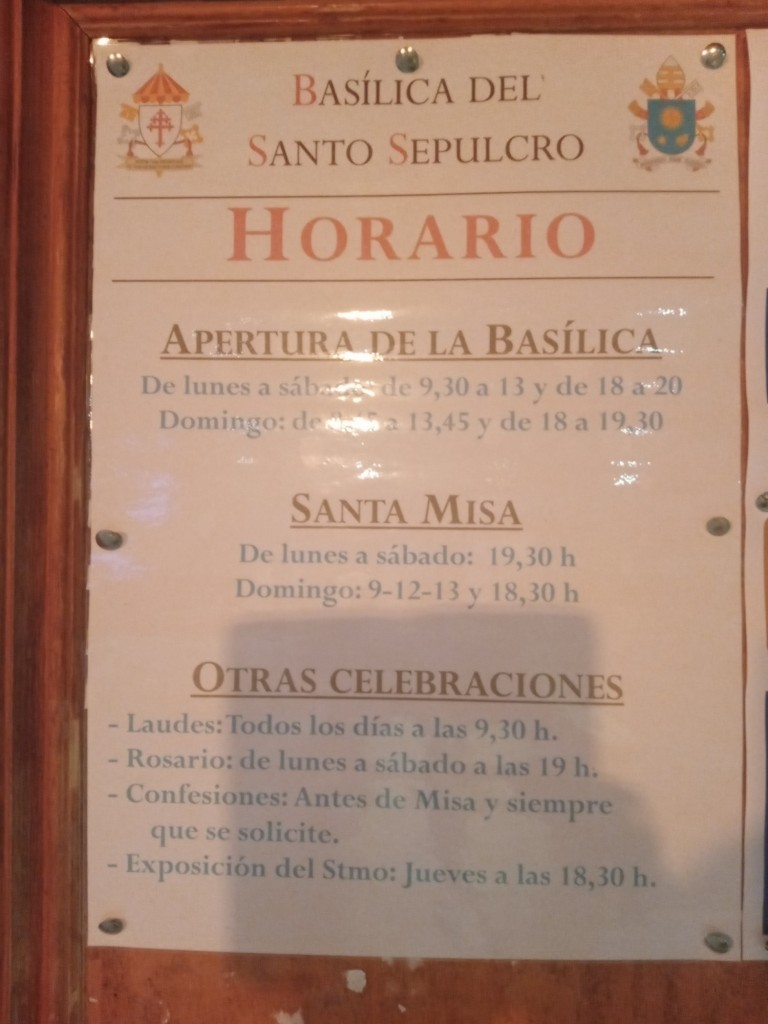 BASÍLICA DEL
SANTO SEPULCRO
HORARIO
APERTURA DE LA BASÍLICA
De lunes a sábado: de 9,30 a 13 y de 18 a 20
Domingo: de a 13,45 y de 18 a 19,30
SANTA MISA
De lunes a sábado: 19,30 h
Domingo: 9-12-13 y 18,30 h
OTRAS CELEBRACIONES
- Laudes: Todos los días a las 9,30 h.
- Rosario: de lunes a sábado a las 19 h.
- Confesiones: Antes de Misa y siempre
que se solicite.
- Exposición del Stmo: Jueves a las 18,30 h.